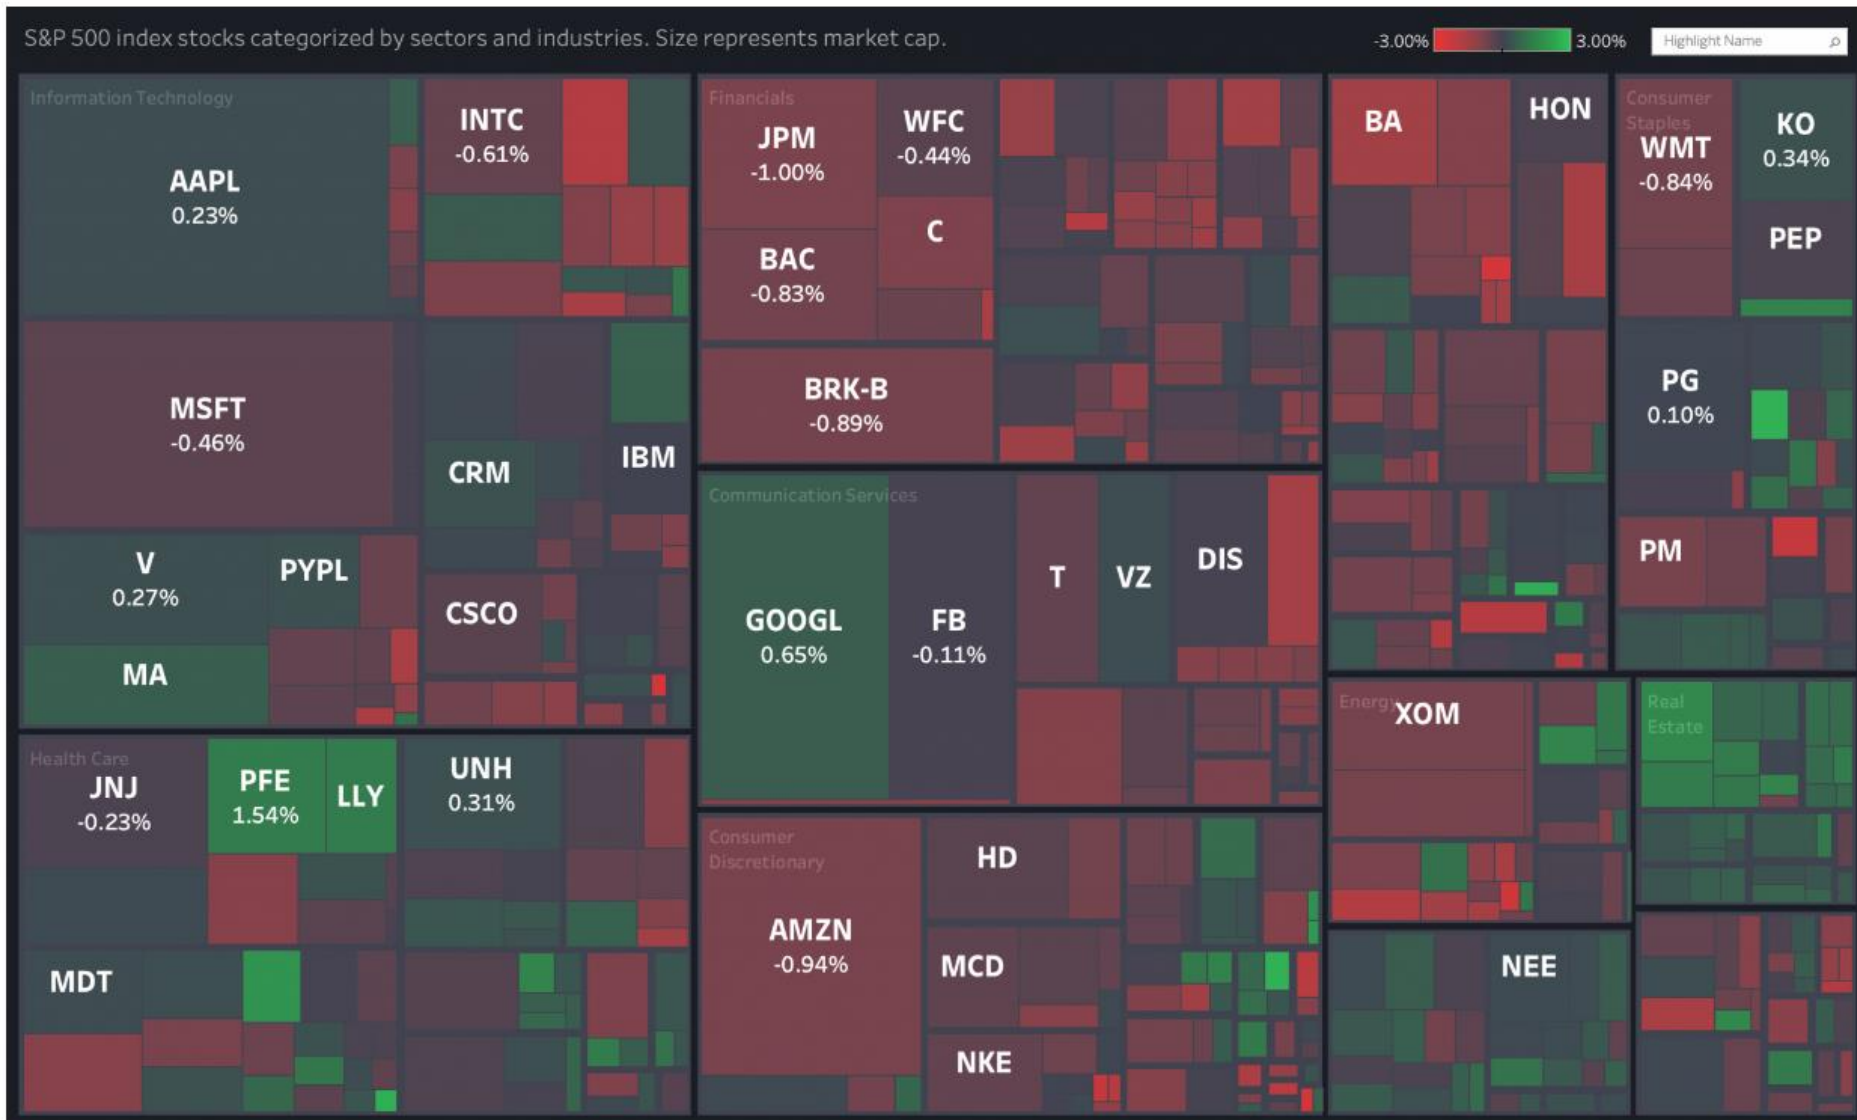 S&P 500 index stocks categorized by sectors and industries. Size represents market cap.
-3.00%
3.00%
Highlight Name
Information Technology
AAPL
0.23%
INTC
-0.61%
MSFT
-0.46%
CRM
IBM
V
0.27%
PYPL
MA
CSCO
Financials
JPM
-1.00%
WFC
-0.44%
BAC
-0.83%
C
BRK-B
-0.89%
Communication Services
GOOGL
0.65%
FB
-0.11%
T
VZ
DIS
BA
HON
Consumer
Staples
WMT
-0.84%
KO
0.34%
PEP
PG
0.10%
PM
Health Care
JNJ
-0.23%
PFE
1.54%
LLY
UNH
0.31%
MDT
Consumer
Discretionary
AMZN
-0.94%
HD
MCD
NKE
Energy
XOM
Real
Estate
NEE